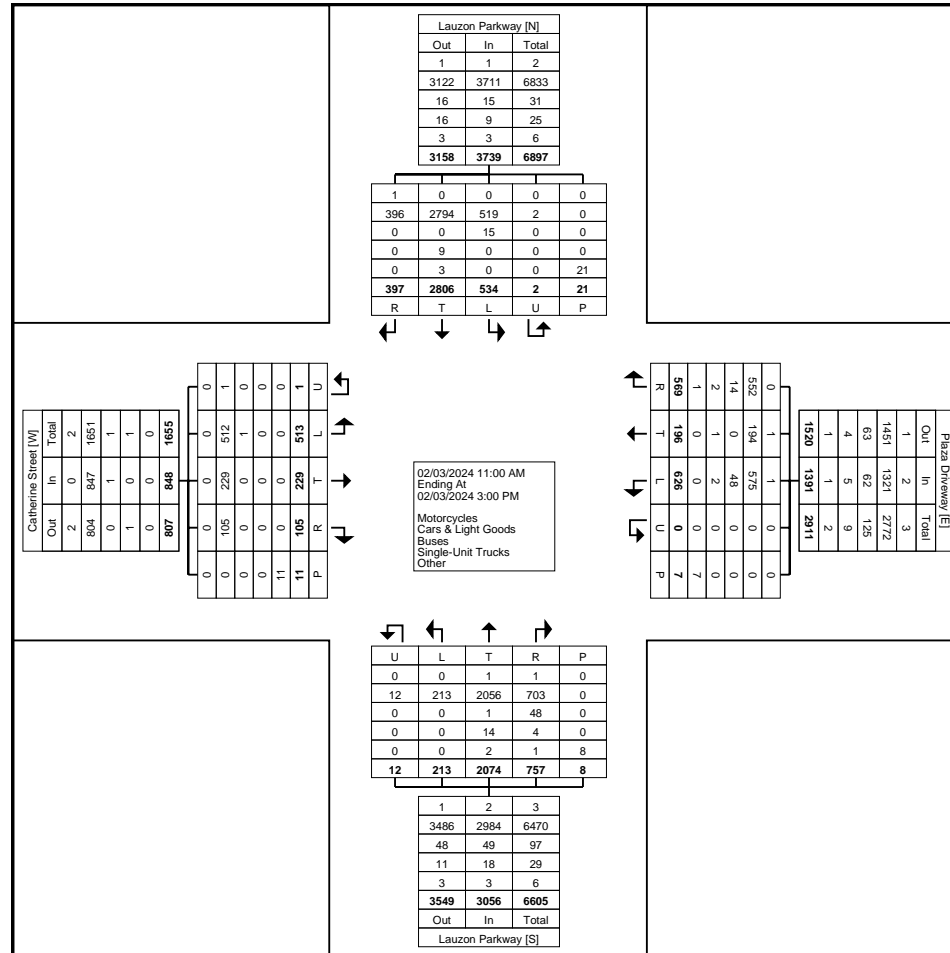 Lauzon Parkway [N]
Out In Total
1 1 2
3122 3711 6833
16 15 31
16 9 25
3 3 6
3158 3739 6897
1 0 0 0 0
396 2794 519 2 0
0 0 15 0 0
0 9 0 0 0
0 3 0 0 21
397 2806 534 2 21
R T L U P
Catherine Street [W]
Total In Out
2 0 2
1651 847 804
1 1 0
1 0 1
0 0 0
1655 848 807
0 0 0 0 0
1 512 229 105 0
0 1 0 0 0
0 0 0 0 0
0 0 0 0 11
1 513 229 105 11
U L T R P
02/03/2024 11:00 AM
Ending At
02/03/2024 3:00 PM
Motorcycles
Cars & Light Goods
Buses
Single-Unit Trucks
Other
R T L U P
569 196 626 0 7
1 0 0 0 7
2 1 2 0 0
14 0 48 0 0
552 194 575 0 0
0 1 1 0 0
Plaza Driveway [E]
Out In Total
1 2 3
1451 1321 2772
63 62 125
4 5 9
1 1 2
1520 1391 2911
U L T R P
0 0 1 1 0
12 213 2056 703 0
0 0 1 48 0
0 0 14 4 0
0 0 2 1 8
12 213 2074 757 8
1 2 3
3486 2984 6470
48 49 97
11 18 29
3 3 6
3549 3056 6605
Out In Total
Lauzon Parkway [S]